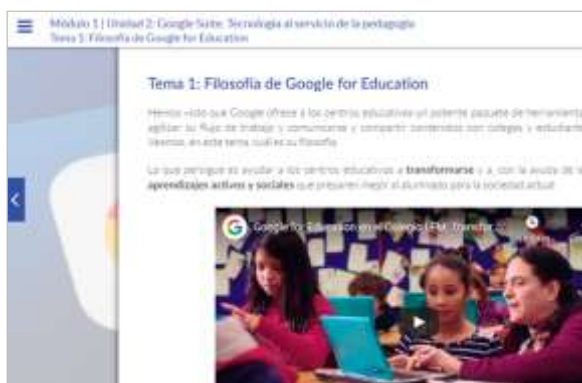 Módulo 1 | Unidad 2: Google Suite: Tecnología al servicio de la pedagogía
Tema 1: Filosofía de Google for Education
Tema 1: Filosofía de Google for Education
Hemos visto que Google ofrece a los centros educativos un potente paquete de herramienta
agilizar su flujo de trabajo y comunicarse y compartir contenidos con colegas y estudiante
Veamos, en este tema, cuál es su filosofía.
Lo que persigue es ayudar a los centros educativos a transformarse y a, con la ayuda de la
aprendizajes activos y sociales que preparen mejor al alumnado para la sociedad actual
Google for Education en el Colegio Transfor...